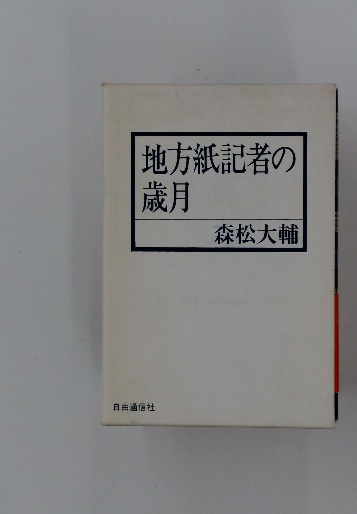 地方紙記者の
歳月
森松大輔
自由通信社